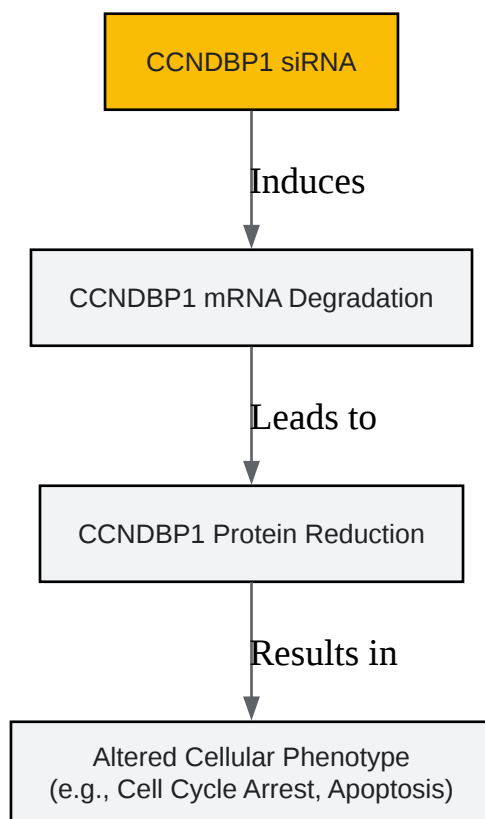 CCNDBP1 siRNA
Induces
CCNDBP1 mRNA Degradation
Leads to
CCNDBP1 Protein Reduction
Results in
Altered Cellular Phenotype
(e.g., Cell Cycle Arrest, Apoptosis)